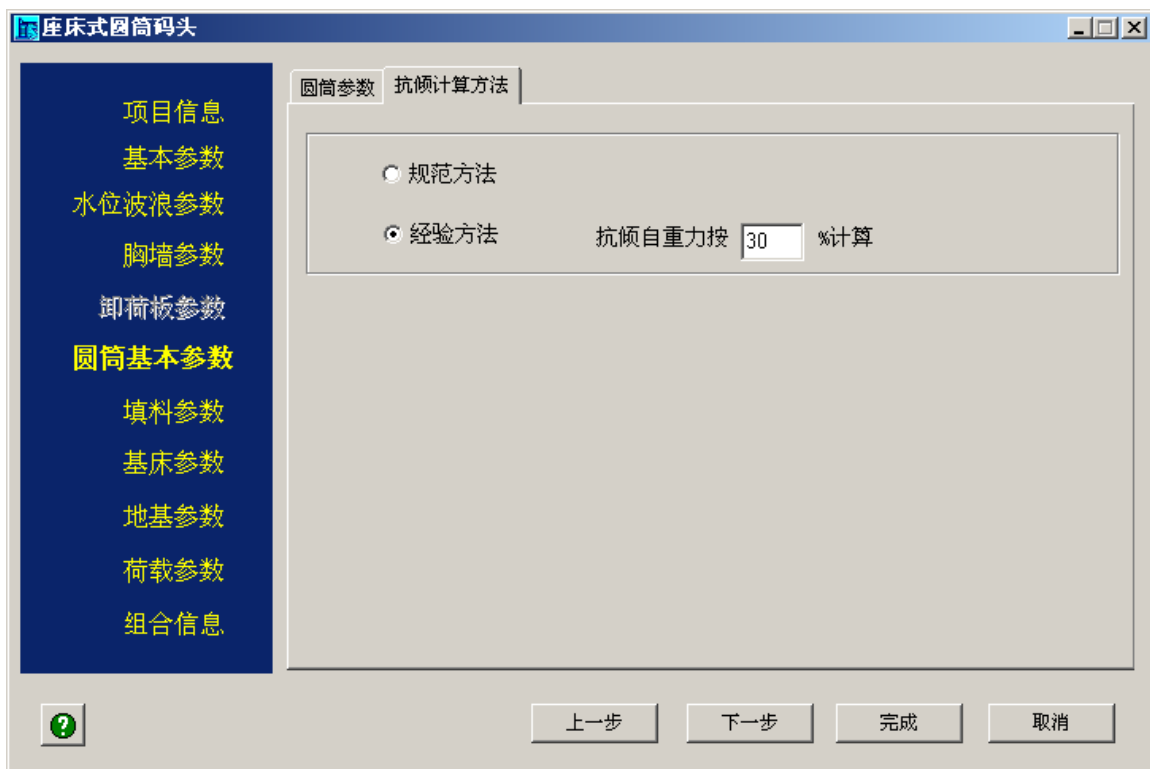 座床式圆筒码头
项目信息
基本参数
水位波浪参数
胸墙参数
卸荷板参数
圆筒基本参数
填料参数
基床参数
地基参数
荷载参数
组合信息
圆筒参数 抗倾计算方法
规范方法
经验方法 抗倾自重力按 30 %计算
上一步 下一步 完成 取消